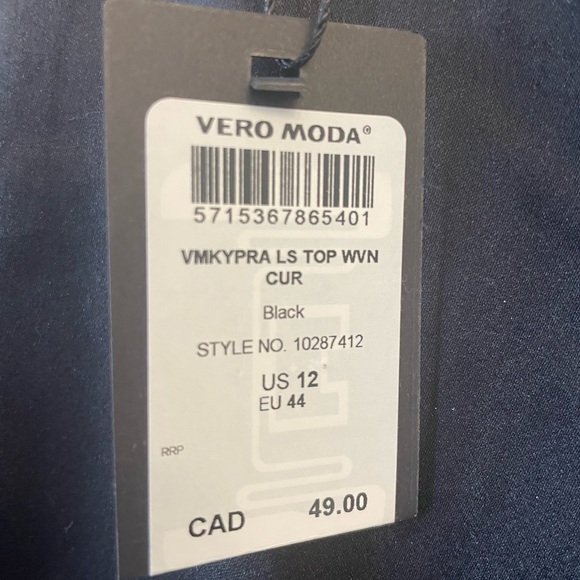 VERO MODA®
5715367865401
VMKYPRA LS TOP WVN
CUR
Black
STYLE NO. 10287412
US 12
EU 44
RRP
CAD 49.00